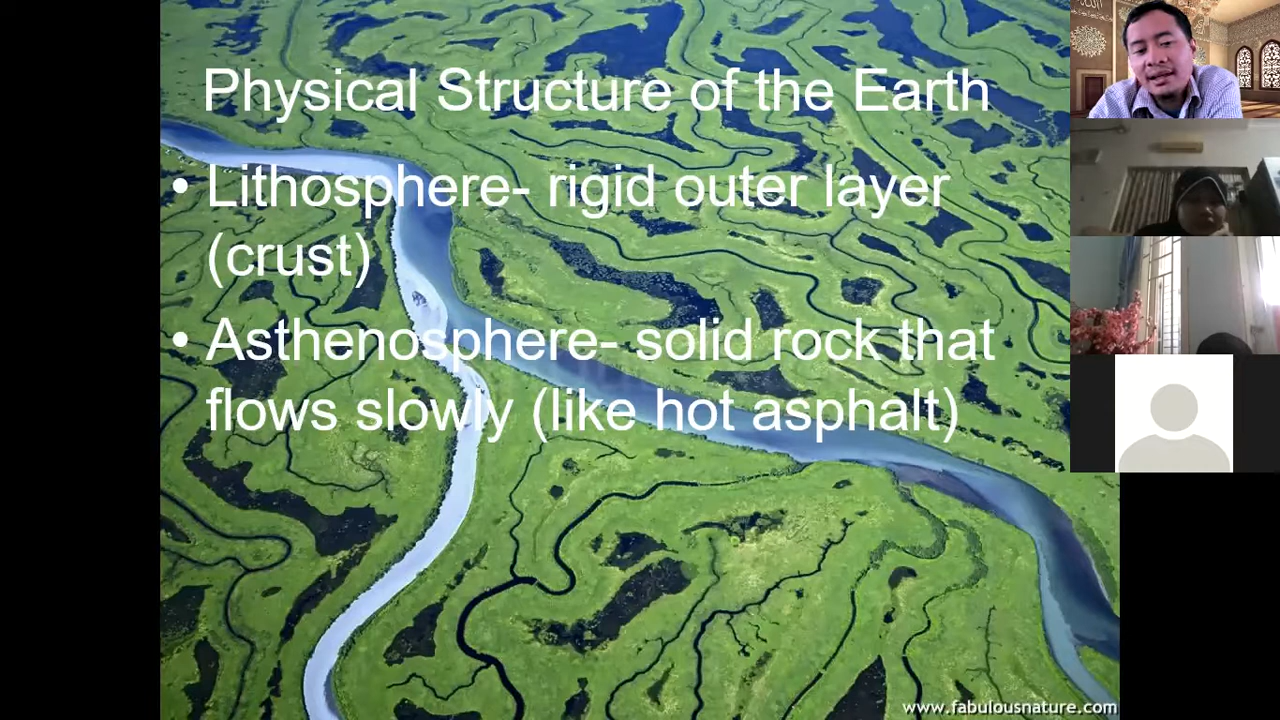 Physical Structure of the Earth
• Lithosphere- rigid outer layer
(crust)
• Asthenosphere- solid rock that
flows slowly (like hot asphalt)
www.fabulousnature.com